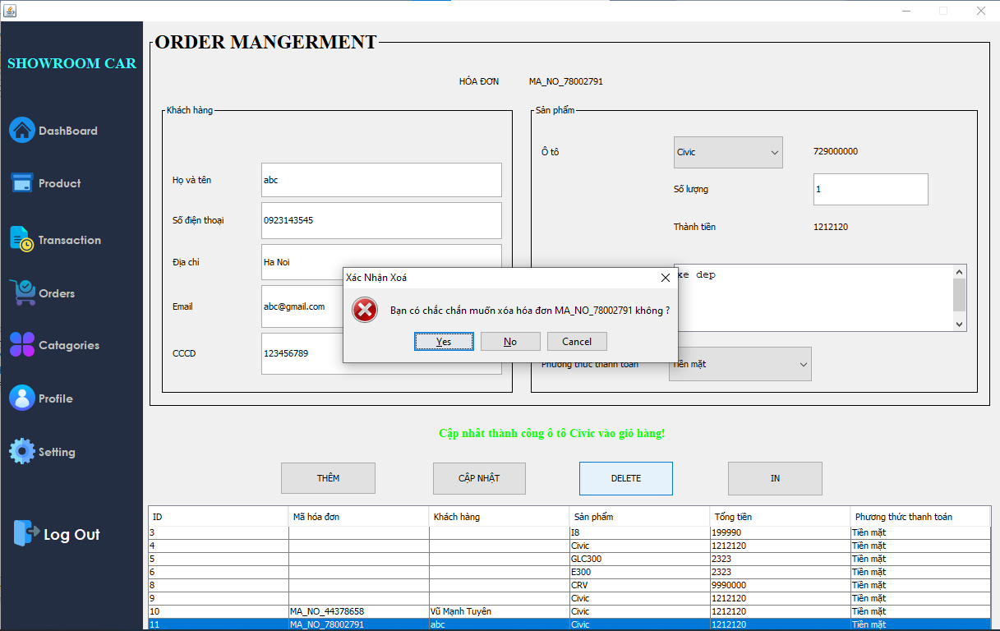 SHOWROOM CAR
DashBoard
Product
Transaction
Orders
Catagories
Profile
Setting
Log Out
ORDER MANGERMENT
HÓA ĐƠN MA_NO_78002791
Khách hàng
Họ và tên abc
Số điện thoại 0923143545
Địa chỉ Ha Noi
Email abc@gmail.com
CCCD 123456789
Sản phẩm
Ô tô Civic 729000000
Số lượng 1
Thành tiền 1212120
xe dep
Phương thức thanh toán Tiền mặt
Xác Nhận Xoá
Bạn có chắc chắn muốn xóa hóa đơn MA_NO_78002791 không ?
Yes No Cancel
Cập nhât thành công ô tô Civic vào giỏ hàng!
THÊM CẬP NHẬT DELETE IN
ID Mã hóa đơn Khách hàng Sản phẩm Tổng tiền Phương thức thanh toán
3 I8 199990 Tiền mặt
4 Civic 1212120 Tiền mặt
5 GLC300 2323 Tiền mặt
6 E300 2323 Tiền mặt
8 CRV 9990000 Tiền mặt
9 Civic 1212120 Tiền mặt
10 MA_NO_44378658 Vũ Mạnh Tuyên Civic 1212120 Tiền mặt
11 MA_NO_78002791 abc Civic 1212120 Tiền mặt